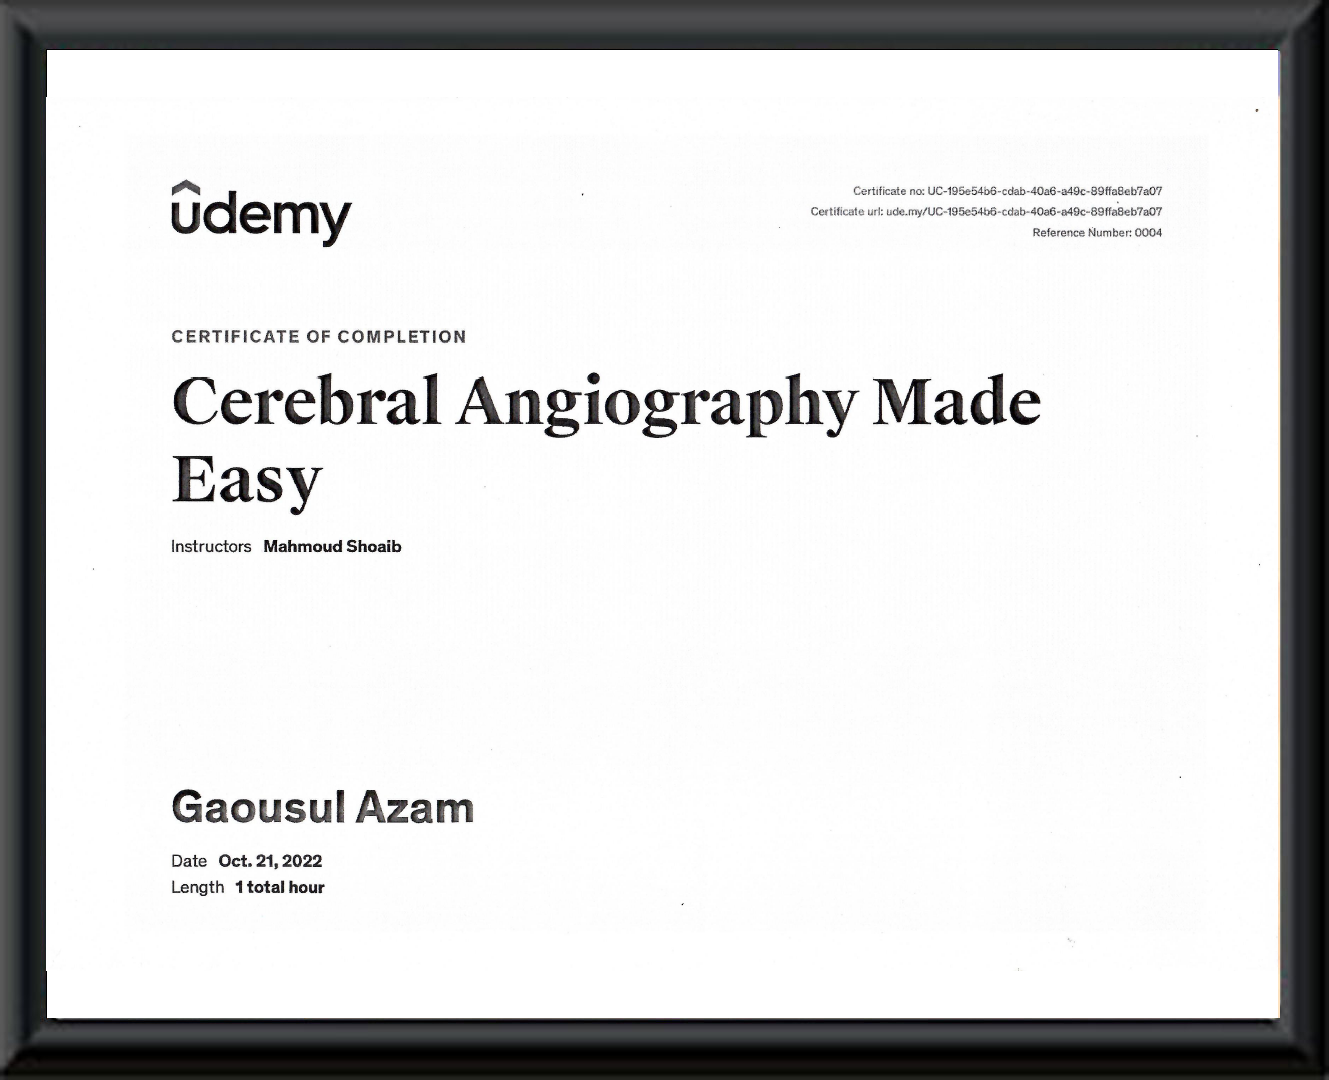 udemy
Certificate no: UC-195e54b6-cdab-40a6-a49c-89ffa8eb7a07
Certificate url: ude.my/UC-195e54b6-cdab-40a6-a49c-89ffa8eb7a07
Reference Number: 0004
CERTIFICATE OF COMPLETION
Cerebral Angiography Made
Easy
Instructors Mahmoud Shoaib
Gaousul Azam
Date Oct. 21, 2022
Length 1 total hour